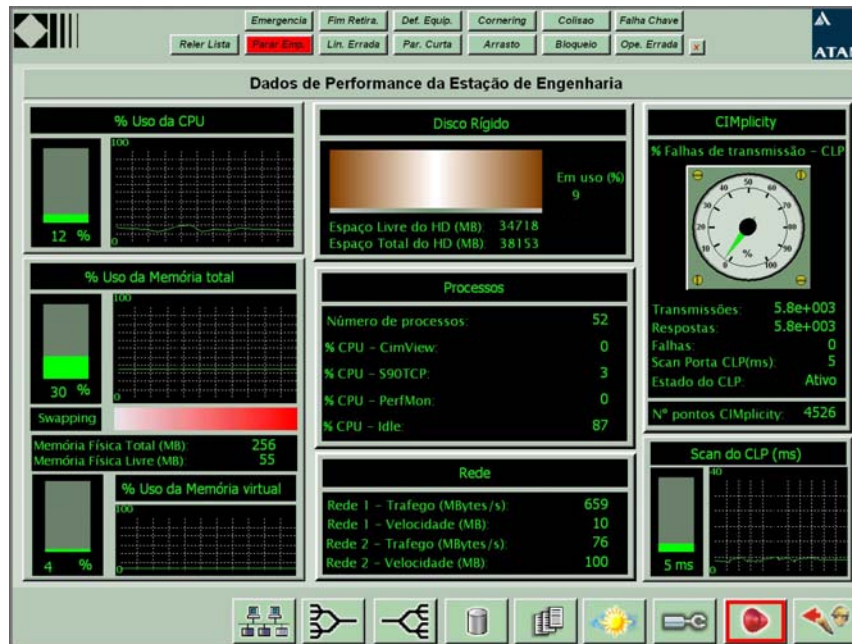 Emergencia Fim Retira. Def. Equip. Cornering Colisao Falha Chave
Reler Lista Parar Emp. Lin. Errada Par. Curta Arrasto Bloqueio Ope. Errada x
ATAN
Dados de Performance da Estação de Engenharia
% Uso da CPU
100
0
12 %
% Uso da Memória total
100
0
30 %
Swapping
Memória Física Total (MB): 256
Memória Física Livre (MB): 55
% Uso da Memória virtual
100
0
4 %
Disco Rígido
Em uso (%)
9
Espaço Livre do HD (MB): 34718
Espaço Total do HD (MB): 38153
Processos
Número de processos: 52
% CPU - CimView: 0
% CPU - S90TCP: 3
% CPU - PerfMon: 0
% CPU - Idle: 87
Rede
Rede 1 - Trafego (MBytes/s): 659
Rede 1 - Velocidade (MB): 10
Rede 2 - Trafego (MBytes/s): 76
Rede 2 - Velocidade (MB): 100
CIMplicity
% Falhas de transmissão - CLP
0 10 20 30 40 50 60 70 80 90 100
%
Transmissões: 5.8e+003
Respostas: 5.8e+003
Falhas: 0
Scan Porta CLP(ms): 5
Estado do CLP: Ativo
Nº pontos CIMplicity: 4526
Scan do CLP (ms)
40
0
5 ms